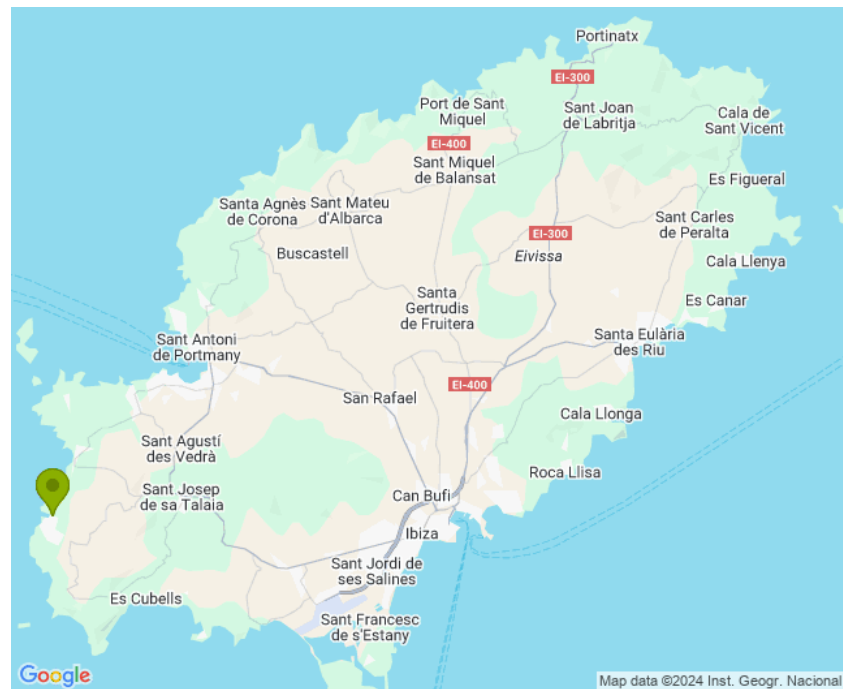 Portinatx
EI-300
Port de Sant
Miquel
Sant Joan
de Labritja
Cala de
Sant Vicent
EI-400
Sant Miquel
de Balansat
Es Figueral
Santa Agnès
de Corona
Sant Mateu
d'Albarca
Sant Carles
de Peralta
EI-300
Buscastell
Eivissa
Cala Llenya
Santa
Gertrudis
de Fruitera
Es Canar
Sant Antoni
de Portmany
Santa Eulària
des Riu
EI-400
San Rafael
Cala Llonga
Sant Agustí
des Vedrà
Roca Llisa
Sant Josep
de sa Talaia
Can Bufi
Ibiza
Sant Jordi de
ses Salines
Es Cubells
Sant Francesc
de s'Estany
Google
Map data ©2024 Inst. Geogr. Nacional